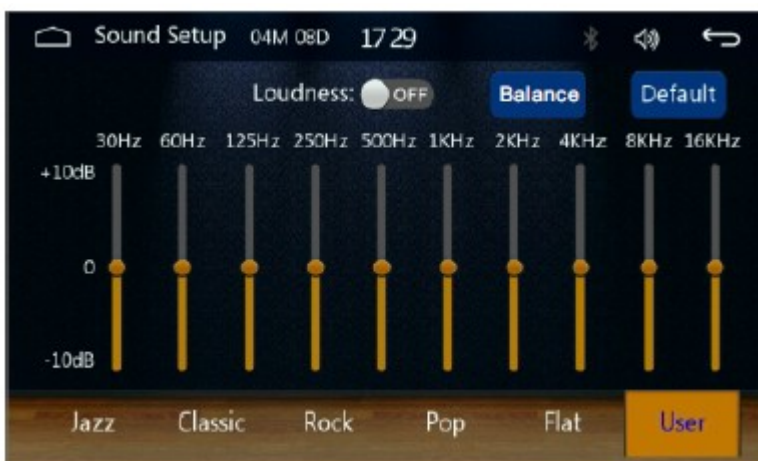 Sound Setup 04M 08D 17 29
Loudness: OFF Balance Default
30Hz 60Hz 125Hz 250Hz 500Hz 1KHz 2KHz 4KHz 8KHz 16KHz
+10dB
0
-10dB
Jazz Classic Rock Pop Flat User